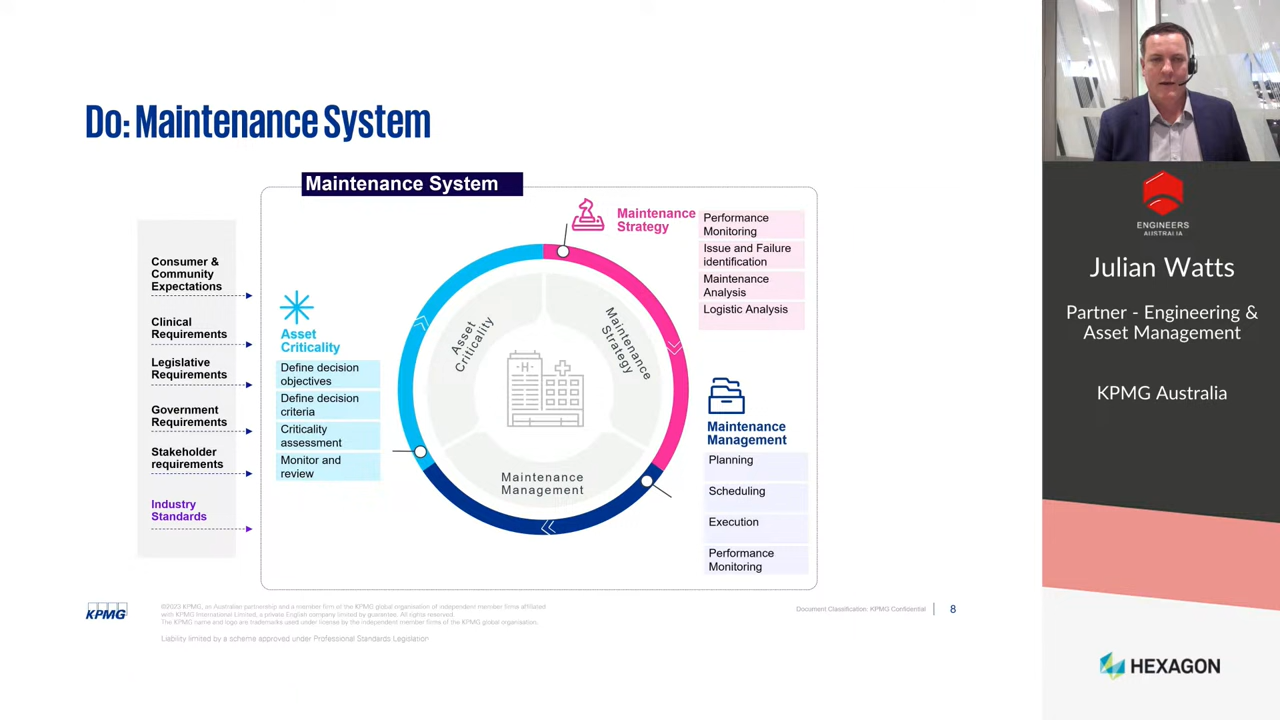 Do: Maintenance System
Maintenance System
Consumer &
Community
Expectations
Clinical
Requirements
Legislative
Requirements
Government
Requirements
Stakeholder
requirements
Industry
Standards
Asset
Criticality
Define decision
objectives
Define decision
criteria
Criticality
assessment
Monitor and
review
Asset
Criticality
Maintenance
Strategy
Maintenance
Management
H
Maintenance
Strategy
Performance
Monitoring
Issue and Failure
identification
Maintenance
Analysis
Logistic Analysis
Maintenance
Management
Planning
Scheduling
Execution
Performance
Monitoring
KPMG
©2023 KPMG, an Australian partnership and a member firm of the KPMG global organisation of independent member firms affiliated
with KPMG International Limited, a private English company limited by guarantee. All rights reserved.
The KPMG name and logo are trademarks used under license by the independent member firms of the KPMG global organisation.
Liability limited by a scheme approved under Professional Standards Legislation
Document Classification: KPMG Confidential
8
ENGINEERS
AUSTRALIA
Julian Watts
Partner - Engineering &
Asset Management
KPMG Australia
HEXAGON